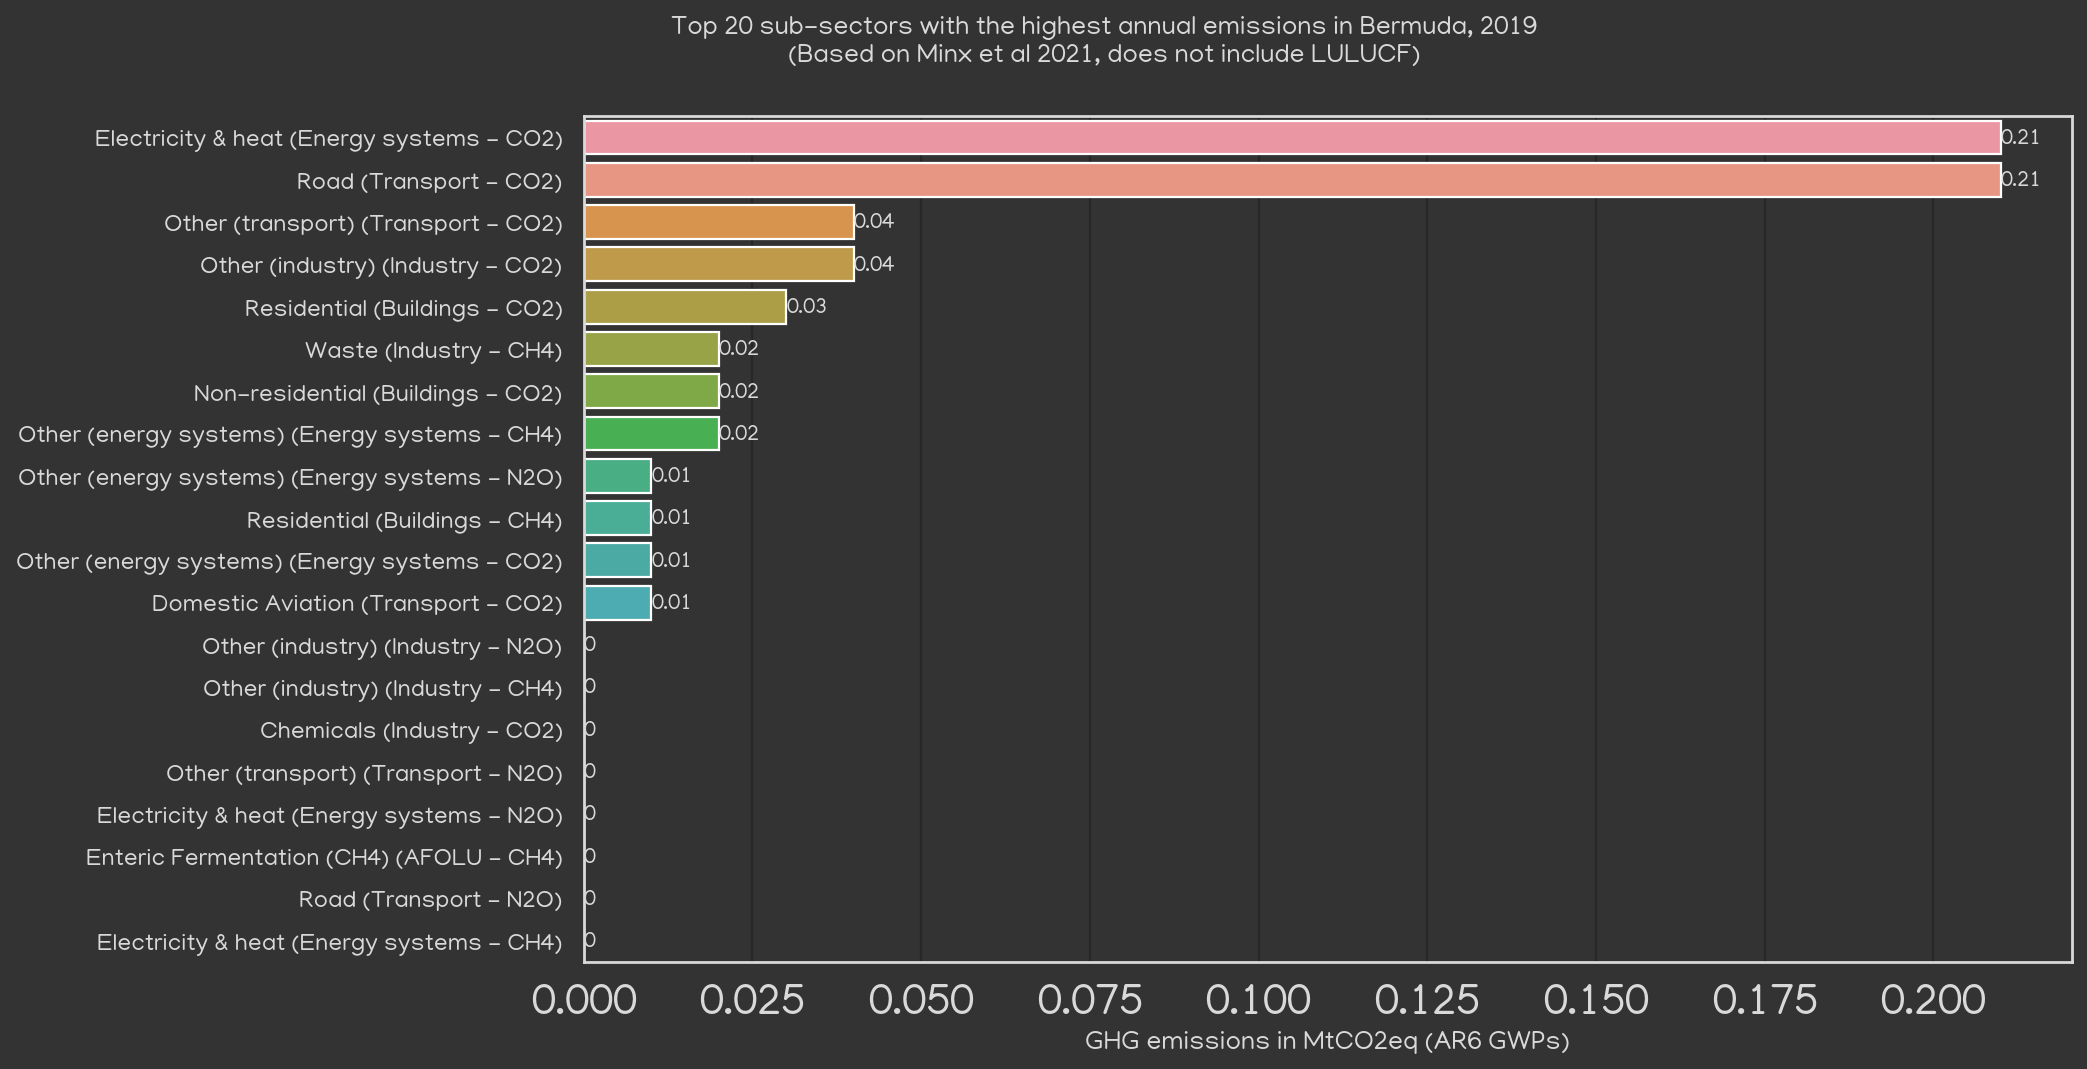 Top 20 sub-sectors with the highest annual emissions in Bermuda, 2019
(Based on Minx et al 2021, does not include LULUCF)
Electricity & heat (Energy systems - CO2) 0.21
Road (Transport - CO2) 0.21
Other (transport) (Transport - CO2) 0.04
Other (industry) (Industry - CO2) 0.04
Residential (Buildings - CO2) 0.03
Waste (Industry - CH4) 0.02
Non-residential (Buildings - CO2) 0.02
Other (energy systems) (Energy systems - CH4) 0.02
Other (energy systems) (Energy systems - N2O) 0.01
Residential (Buildings - CH4) 0.01
Other (energy systems) (Energy systems - CO2) 0.01
Domestic Aviation (Transport - CO2) 0.01
Other (industry) (Industry - N2O) 0
Other (industry) (Industry - CH4) 0
Chemicals (Industry - CO2) 0
Other (transport) (Transport - N2O) 0
Electricity & heat (Energy systems - N2O) 0
Enteric Fermentation (CH4) (AFOLU - CH4) 0
Road (Transport - N2O) 0
Electricity & heat (Energy systems - CH4) 0
0.000 0.025 0.050 0.075 0.100 0.125 0.150 0.175 0.200
GHG emissions in MtCO2eq (AR6 GWPs)